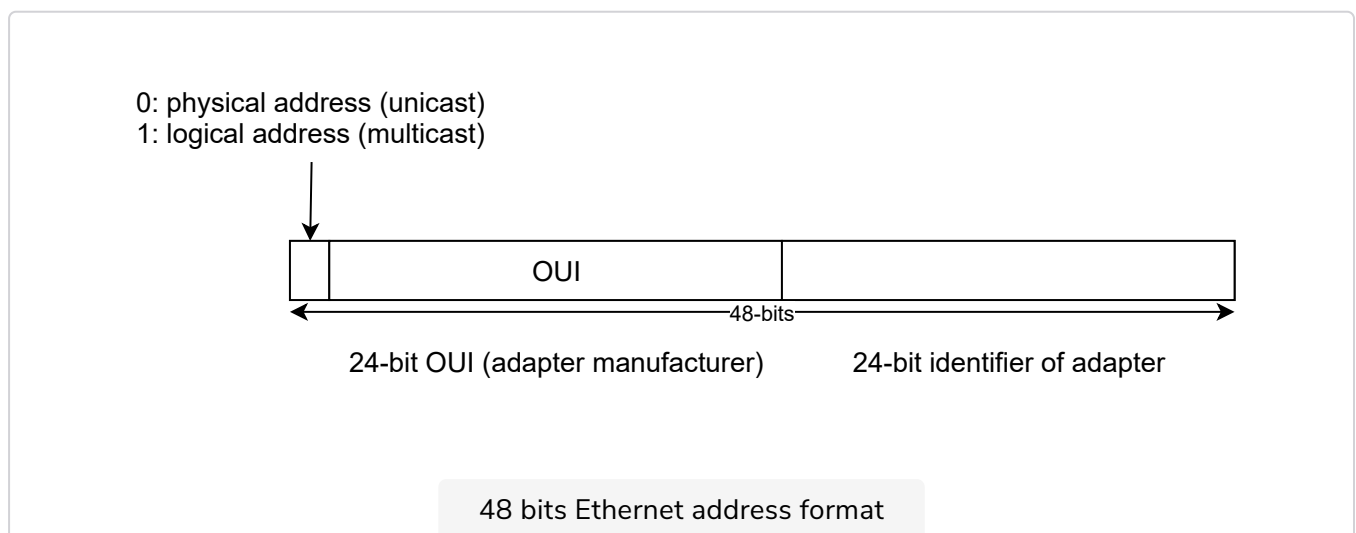 0: physical address (unicast)
1: logical address (multicast)
OUI
48-bits
24-bit OUI (adapter manufacturer)
24-bit identifier of adapter
48 bits Ethernet address format